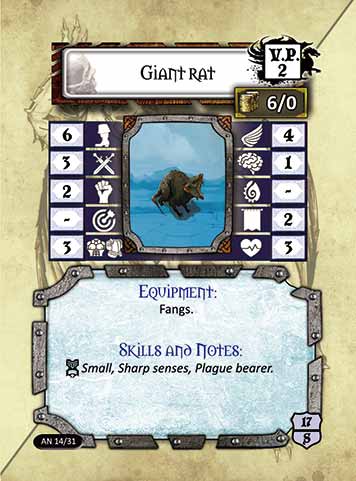 Giant rat
V.P.
2
6/0
6 4
3 1
2 -
- 2
3 3
Equipment:
Fangs.
Skills and Notes:
Small, Sharp senses, Plague bearer.
AN 14/31
17
S